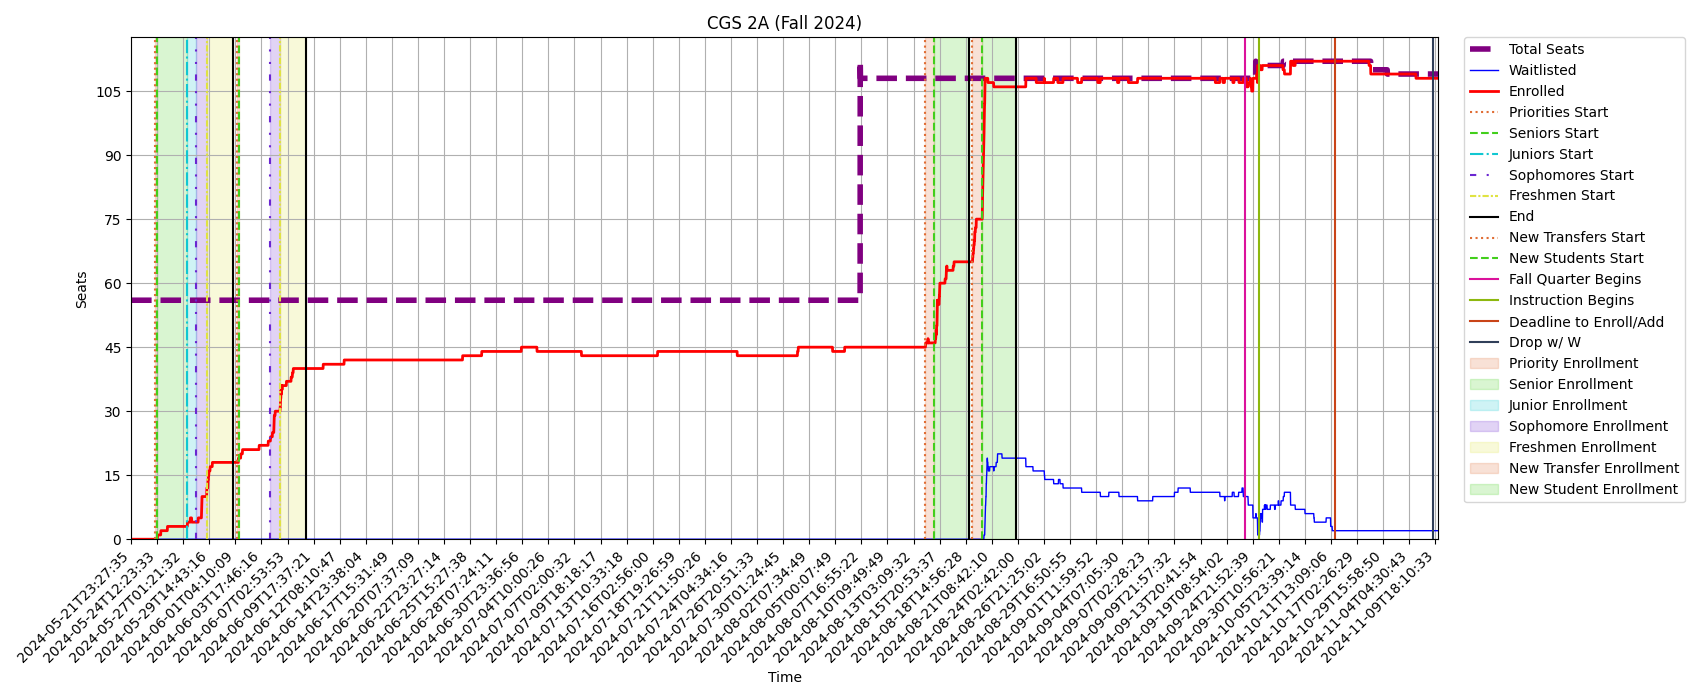 CGS 2A (Fall 2024)
Seats
105
90
75
60
45
30
15
0
2024-05-21T23:27:35
2024-05-24T12:23:33
2024-05-27T01:21:32
2024-05-29T14:43:16
2024-06-01T04:10:09
2024-06-03T17:46:16
2024-06-07T02:53:53
2024-06-09T17:37:21
2024-06-12T08:10:47
2024-06-14T23:38:04
2024-06-17T15:31:49
2024-06-20T07:37:09
2024-06-22T23:27:14
2024-06-25T15:27:38
2024-06-28T07:24:11
2024-06-30T23:36:56
2024-07-04T10:00:26
2024-07-07T02:00:32
2024-07-09T18:18:17
2024-07-13T10:33:18
2024-07-16T02:56:00
2024-07-18T19:26:59
2024-07-21T11:50:26
2024-07-24T04:34:16
2024-07-26T20:51:33
2024-07-30T01:24:45
2024-08-02T07:34:49
2024-08-05T00:07:49
2024-08-07T16:55:22
2024-08-10T09:49:49
2024-08-13T03:09:32
2024-08-15T20:53:37
2024-08-18T14:56:28
2024-08-21T08:42:10
2024-08-24T02:42:00
2024-08-26T21:25:02
2024-08-29T16:50:55
2024-09-01T11:59:52
2024-09-04T07:05:30
2024-09-07T02:28:23
2024-09-09T21:57:32
2024-09-13T20:41:54
2024-09-19T08:54:02
2024-09-24T21:52:39
2024-09-30T10:56:21
2024-10-05T23:39:14
2024-10-11T13:09:06
2024-10-17T02:26:29
2024-10-29T15:58:50
2024-11-04T04:30:43
2024-11-09T18:10:33
Time
Total Seats
Waitlisted
Enrolled
Priorities Start
Seniors Start
Juniors Start
Sophomores Start
Freshmen Start
End
New Transfers Start
New Students Start
Fall Quarter Begins
Instruction Begins
Deadline to Enroll/Add
Drop w/ W
Priority Enrollment
Senior Enrollment
Junior Enrollment
Sophomore Enrollment
Freshmen Enrollment
New Transfer Enrollment
New Student Enrollment